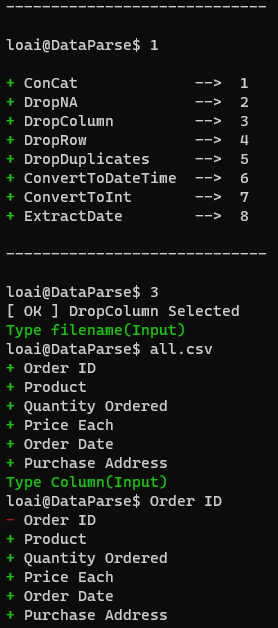 ----------------------------
loai@DataParse$ 1
+ ConCat            -->  1
+ DropNA            -->  2
+ DropColumn        -->  3
+ DropRow           -->  4
+ DropDuplicates    -->  5
+ ConvertToDateTime -->  6
+ ConvertToInt      -->  7
+ ExtractDate       -->  8
----------------------------
loai@DataParse$ 3
[ OK ] DropColumn Selected
Type filename(Input)
loai@DataParse$ all.csv
+ Order ID
+ Product
+ Quantity Ordered
+ Price Each
+ Order Date
+ Purchase Address
Type Column(Input)
loai@DataParse$ Order ID
- Order ID
+ Product
+ Quantity Ordered
+ Price Each
+ Order Date
+ Purchase Address